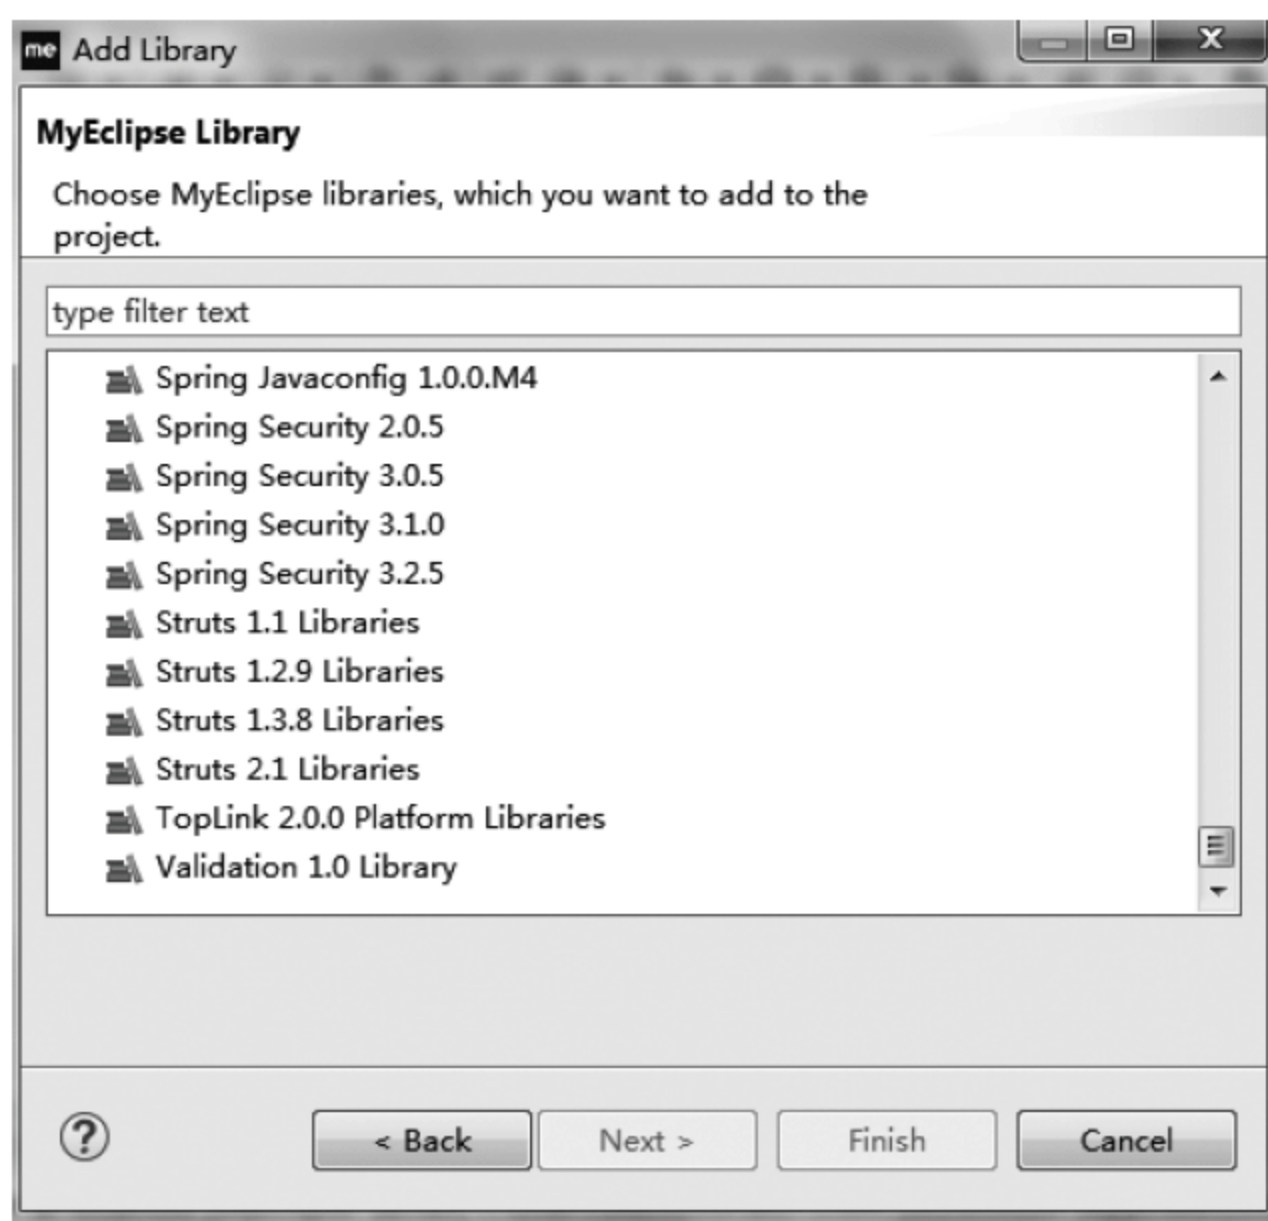 me Add Library
MyEclipse Library
Choose MyEclipse libraries, which you want to add to the
project.
type filter text
Spring Javaconfig 1.0.0.M4
Spring Security 2.0.5
Spring Security 3.0.5
Spring Security 3.1.0
Spring Security 3.2.5
Struts 1.1 Libraries
Struts 1.2.9 Libraries
Struts 1.3.8 Libraries
Struts 2.1 Libraries
TopLink 2.0.0 Platform Libraries
Validation 1.0 Library
? < Back Next > Finish Cancel